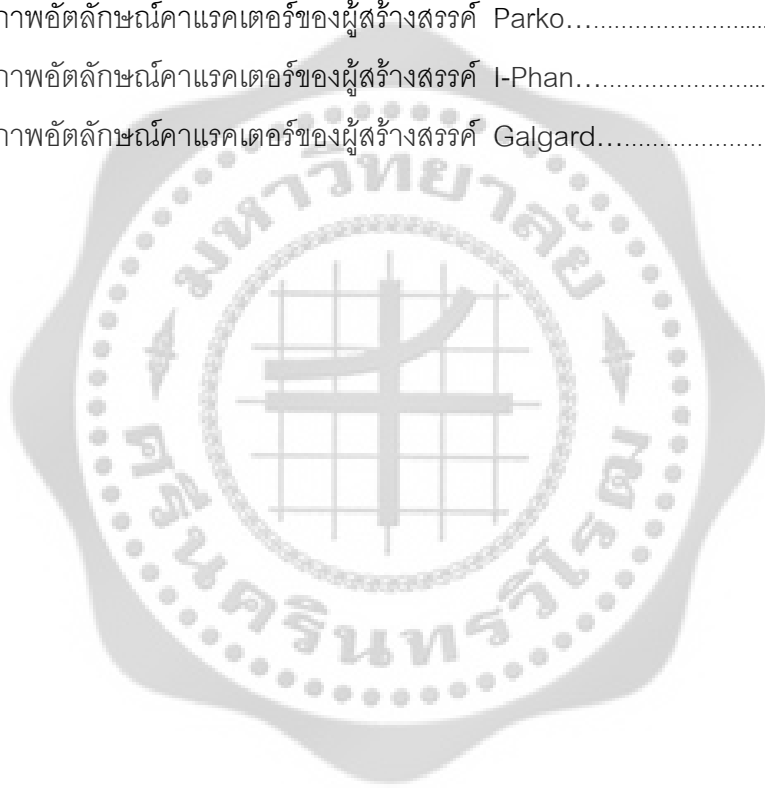 ภาพอัตลักษณ์คาแรคเตอร์ของผู้สร้างสรรค์ Parko….......................
ภาพอัตลักษณ์คาแรคเตอร์ของผู้สร้างสรรค์ I-Phan….......................
ภาพอัตลักษณ์คาแรคเตอร์ของผู้สร้างสรรค์ Galgard….....................
มหาวิทยาลัย
ศรีนครินทรวิโรฒ